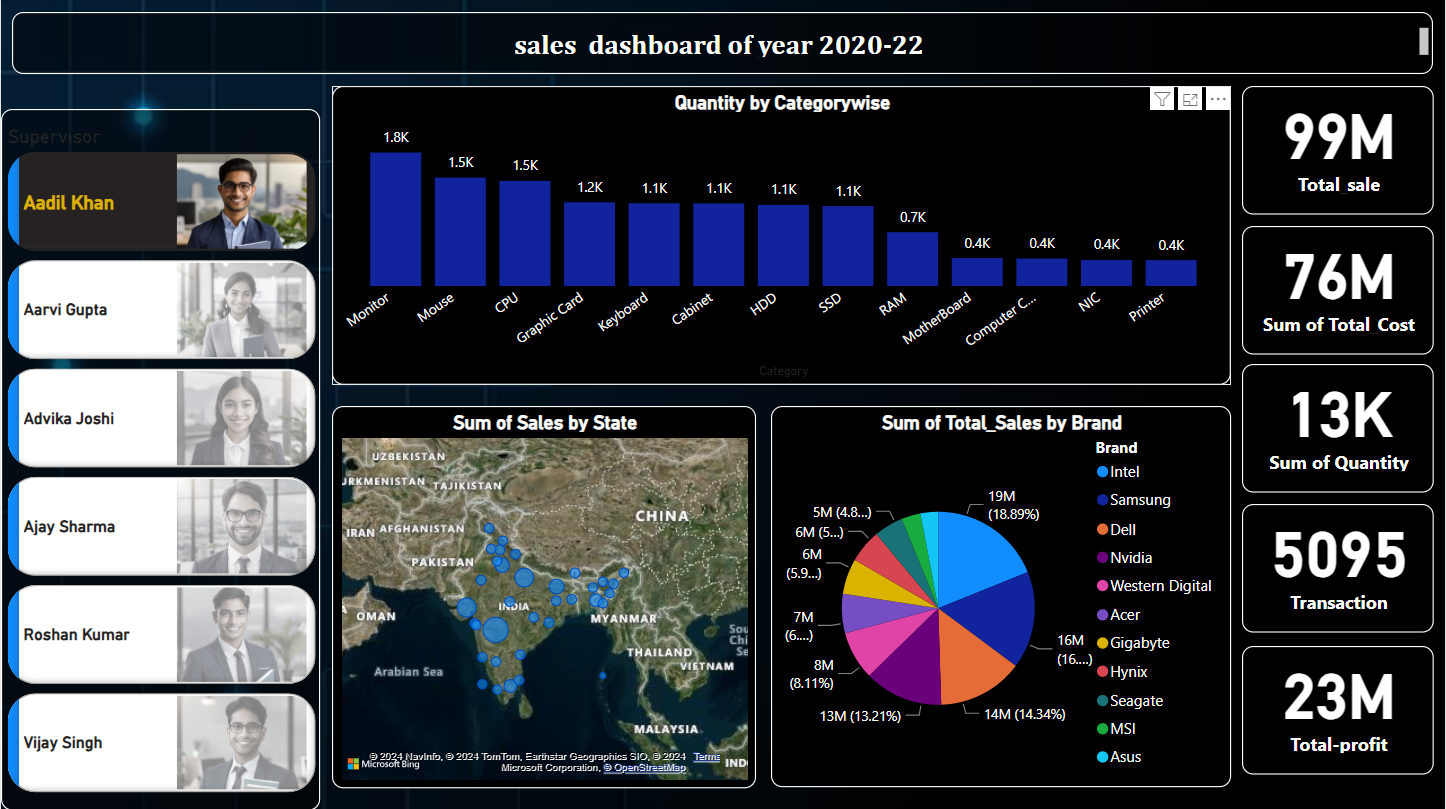 sales dashboard of year 2020-22
Supervisor
Aadil Khan
Aarvi Gupta
Advika Joshi
Ajay Sharma
Roshan Kumar
Vijay Singh
Quantity by Categorywise
1.8K
1.5K
1.5K
1.2K
1.1K
1.1K
1.1K
1.1K
0.7K
0.4K
0.4K
0.4K
0.4K
Monitor
Mouse
CPU
Graphic Card
Keyboard
Cabinet
HDD
SSD
RAM
MotherBoard
Computer C...
NIC
Printer
Category
Sum of Sales by State
UZBEKISTAN
URKMENISTAN
TAJIKISTAN
CHINA
IRAN
AFGHANISTAN
PAKISTAN
INDIA
OMAN
MYANMAR
Sou
Chi
Se
THAILAND
VIETNAM
Arabian Sea
MALAYSIA
IND
Microsoft Bing
© 2024 NavInfo, © 2024 TomTom, Earthstar Geographics SIO, © 2024
Microsoft Corporation, © OpenStreetMap
Terms
Sum of Total_Sales by Brand
19M
(18.89%)
16M
(16....)
14M (14.34%)
13M (13.21%)
8M
(8.11%)
7M
(6....)
6M
(5.9...)
6M (5...)
5M (4.8...)
Brand
Intel
Samsung
Dell
Nvidia
Western Digital
Acer
Gigabyte
Hynix
Seagate
MSI
Asus
99M
Total sale
76M
Sum of Total_Cost
13K
Sum of Quantity
5095
Transaction
23M
Total-profit